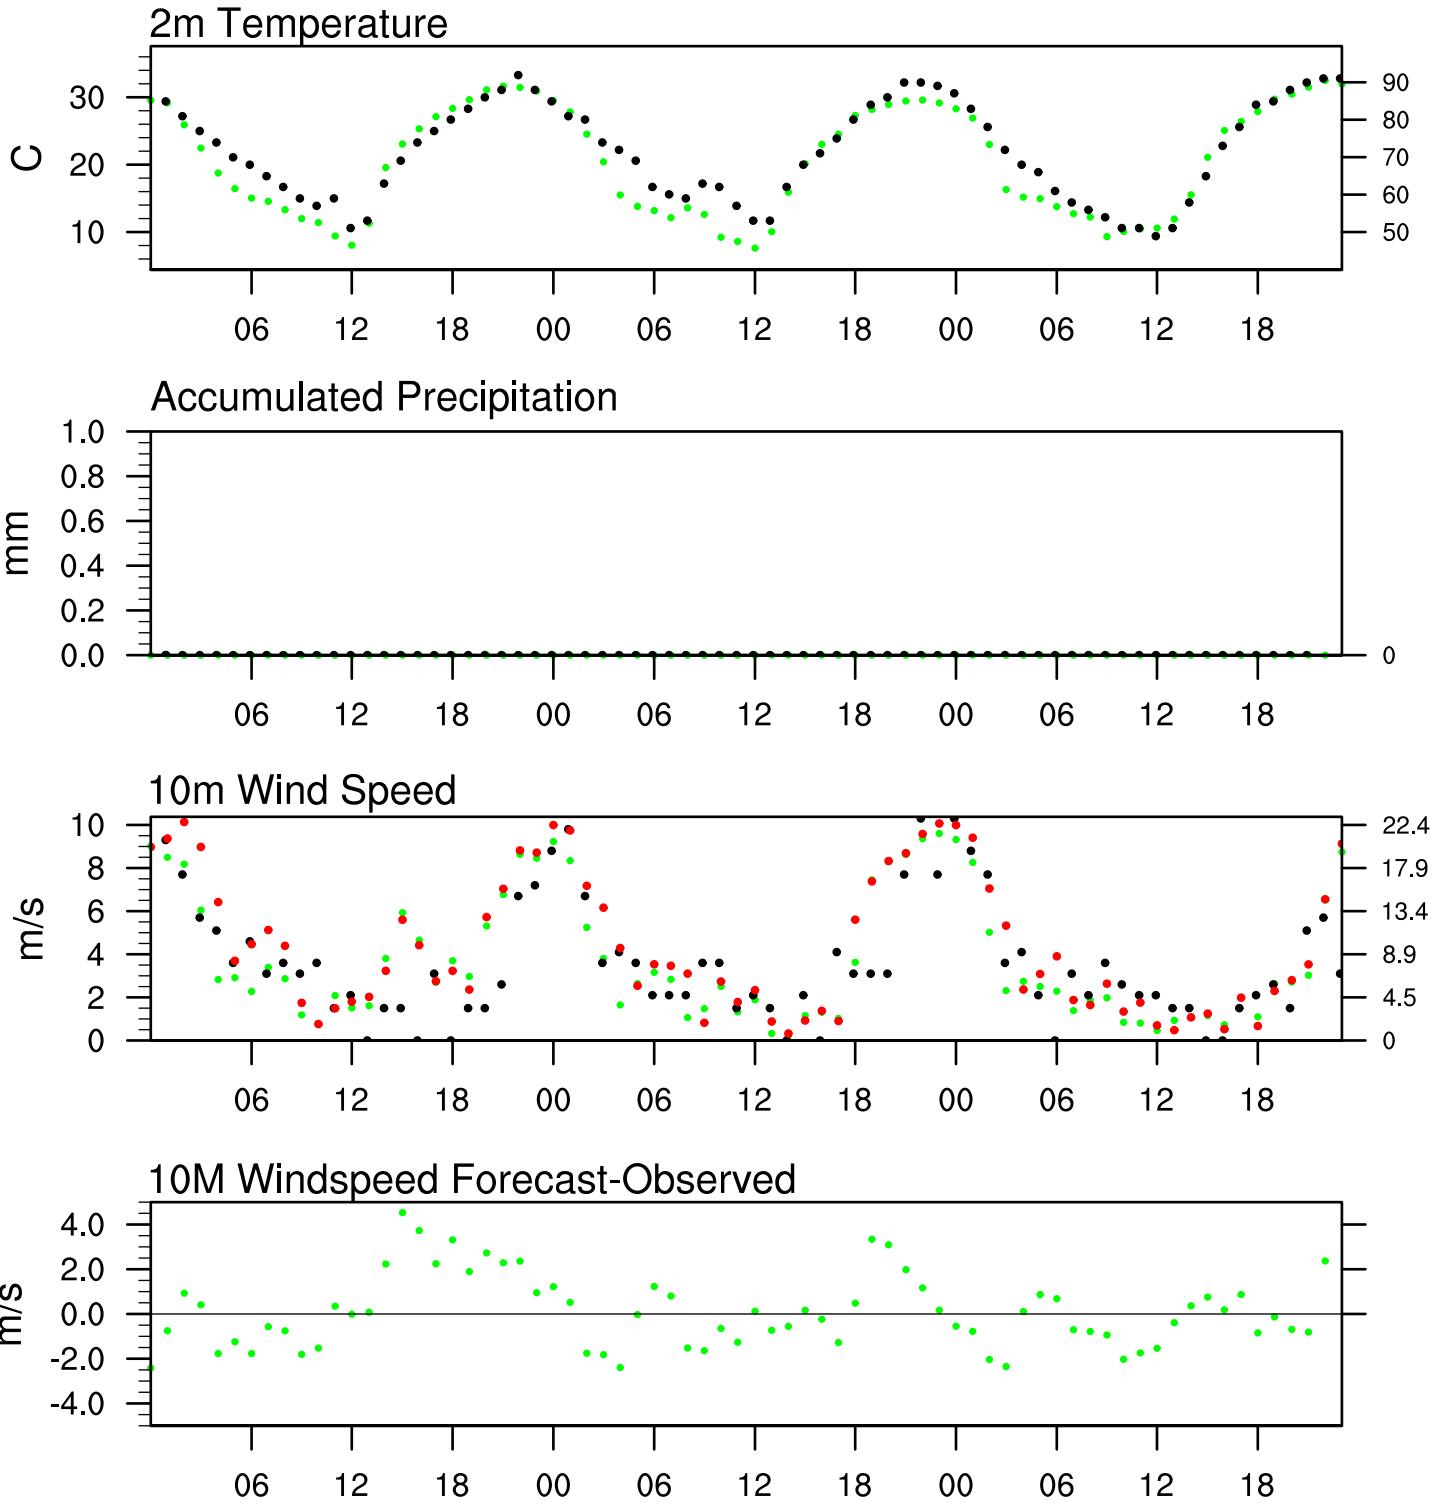 2m Temperature
C
30
20
10
90
80
70
60
50
06 12 18 00 06 12 18 00 06 12 18
Accumulated Precipitation
mm
1.0
0.8
0.6
0.4
0.2
0.0
0
06 12 18 00 06 12 18 00 06 12 18
10m Wind Speed
m/s
10
8
6
4
2
0
22.4
17.9
13.4
8.9
4.5
0
06 12 18 00 06 12 18 00 06 12 18
10M Windspeed Forecast-Observed
m/s
4.0
2.0
0.0
-2.0
-4.0
06 12 18 00 06 12 18 00 06 12 18